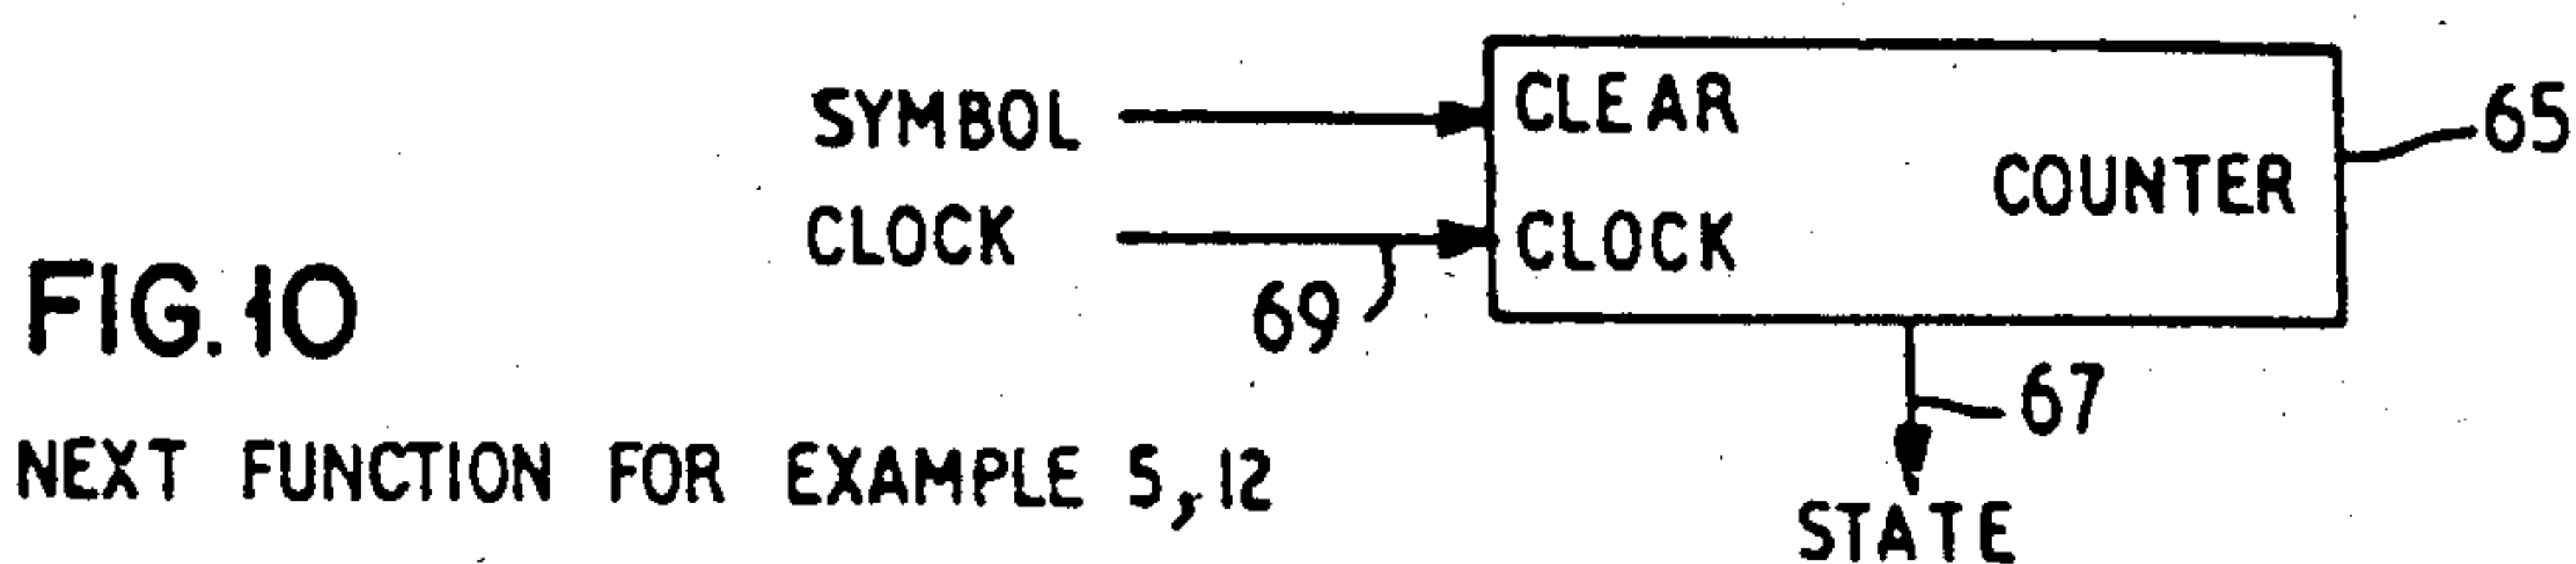 SYMBOL
CLEAR
65
COUNTER
CLOCK
CLOCK
69
FIG. 10
67
NEXT FUNCTION FOR EXAMPLE 5,12
STATE